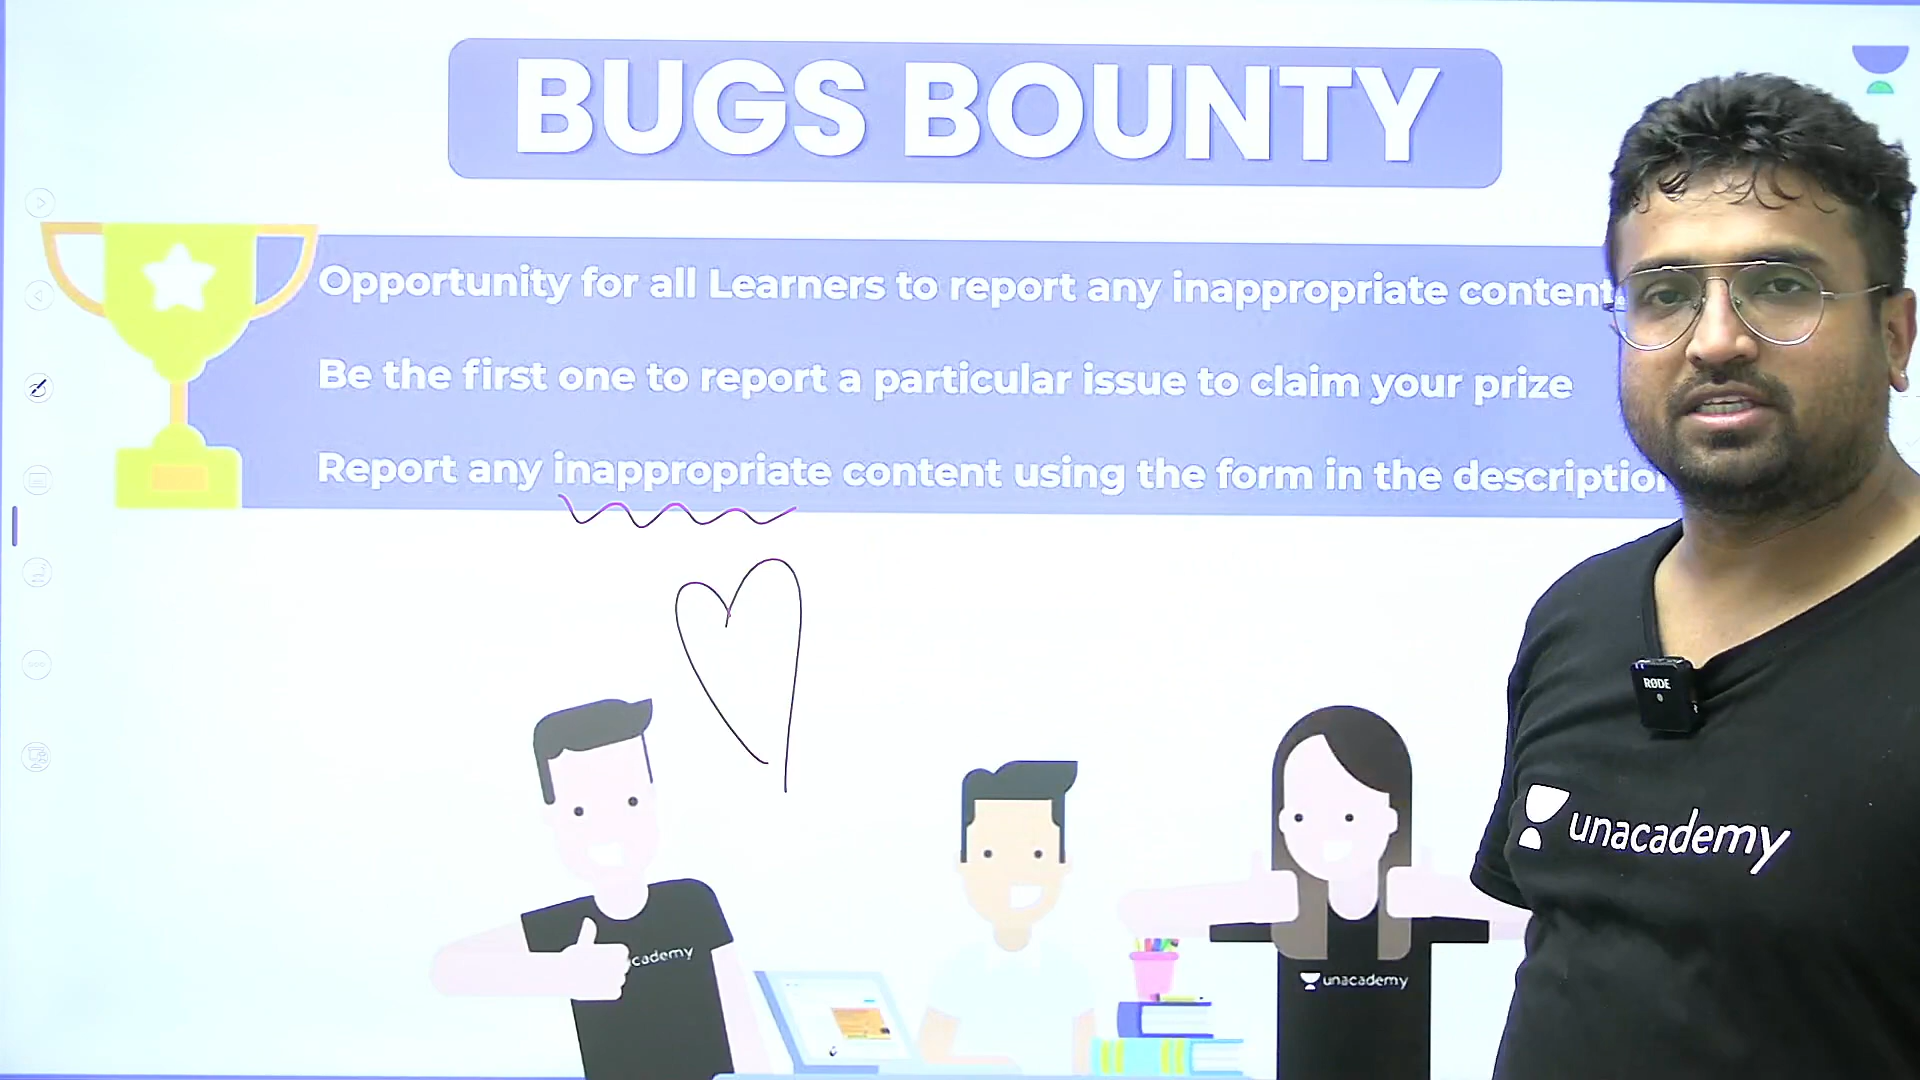 BUGS BOUNTY
Opportunity for all Learners to report any inappropriate content
Be the first one to report a particular issue to claim your prize
Report any inappropriate content using the form in the description
RØDE
unacademy
cademy
unacademy